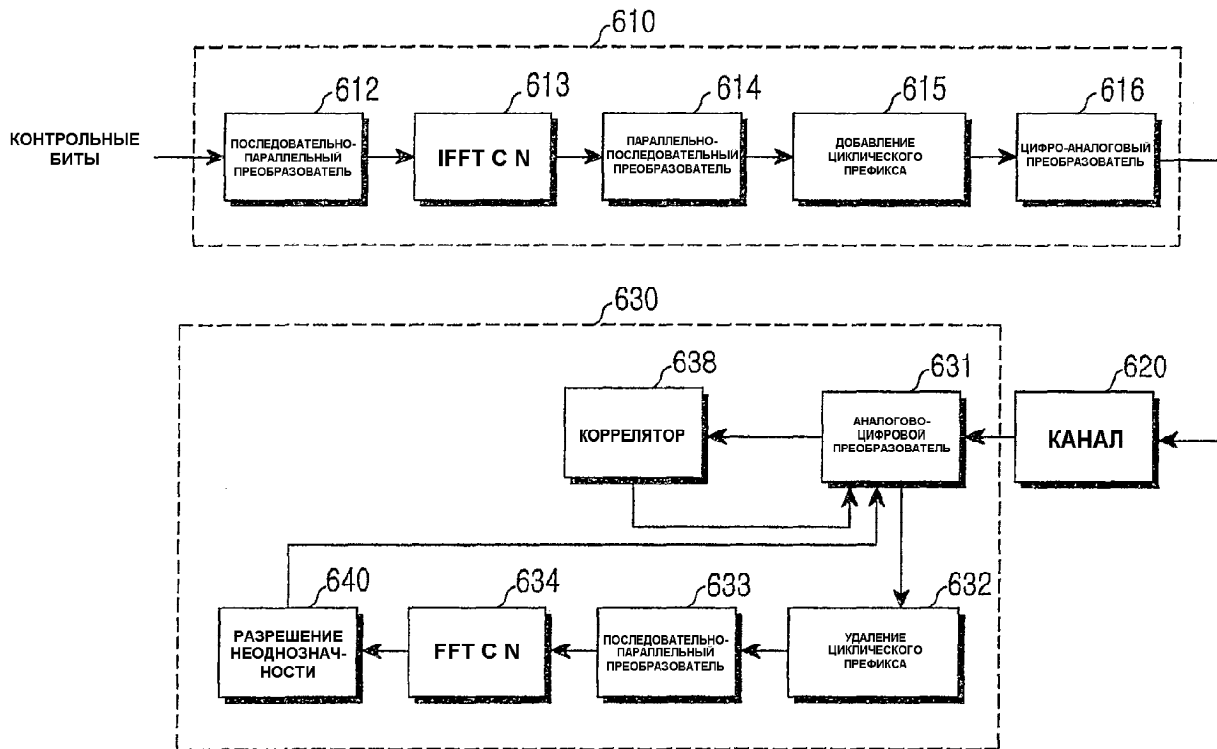 610
612
613
614
615
616
КОНТРОЛЬНЫЕ
БИТЫ
ПОСЛЕДОВАТЕЛЬНО-
ПАРАЛЛЕЛЬНЫЙ
ПРЕОБРАЗОВАТЕЛЬ
IFFT С N
ПАРАЛЛЕЛЬНО-
ПОСЛЕДОВАТЕЛЬНЫЙ
ПРЕОБРАЗОВАТЕЛЬ
ДОБАВЛЕНИЕ
ЦИКЛИЧЕСКОГО
ПРЕФИКСА
ЦИФРО-АНАЛОГОВЫЙ
ПРЕОБРАЗОВАТЕЛЬ
630
638
631
620
КОРРЕЛЯТОР
АНАЛОГОВО-
ЦИФРОВОЙ
ПРЕОБРАЗОВАТЕЛЬ
КАНАЛ
640
634
633
632
РАЗРЕШЕНИЕ
НЕОДНОЗНАЧ-
НОСТИ
FFT С N
ПОСЛЕДОВАТЕЛЬНО-
ПАРАЛЛЕЛЬНЫЙ
ПРЕОБРАЗОВАТЕЛЬ
УДАЛЕНИЕ
ЦИКЛИЧЕСКОГО
ПРЕФИКСА